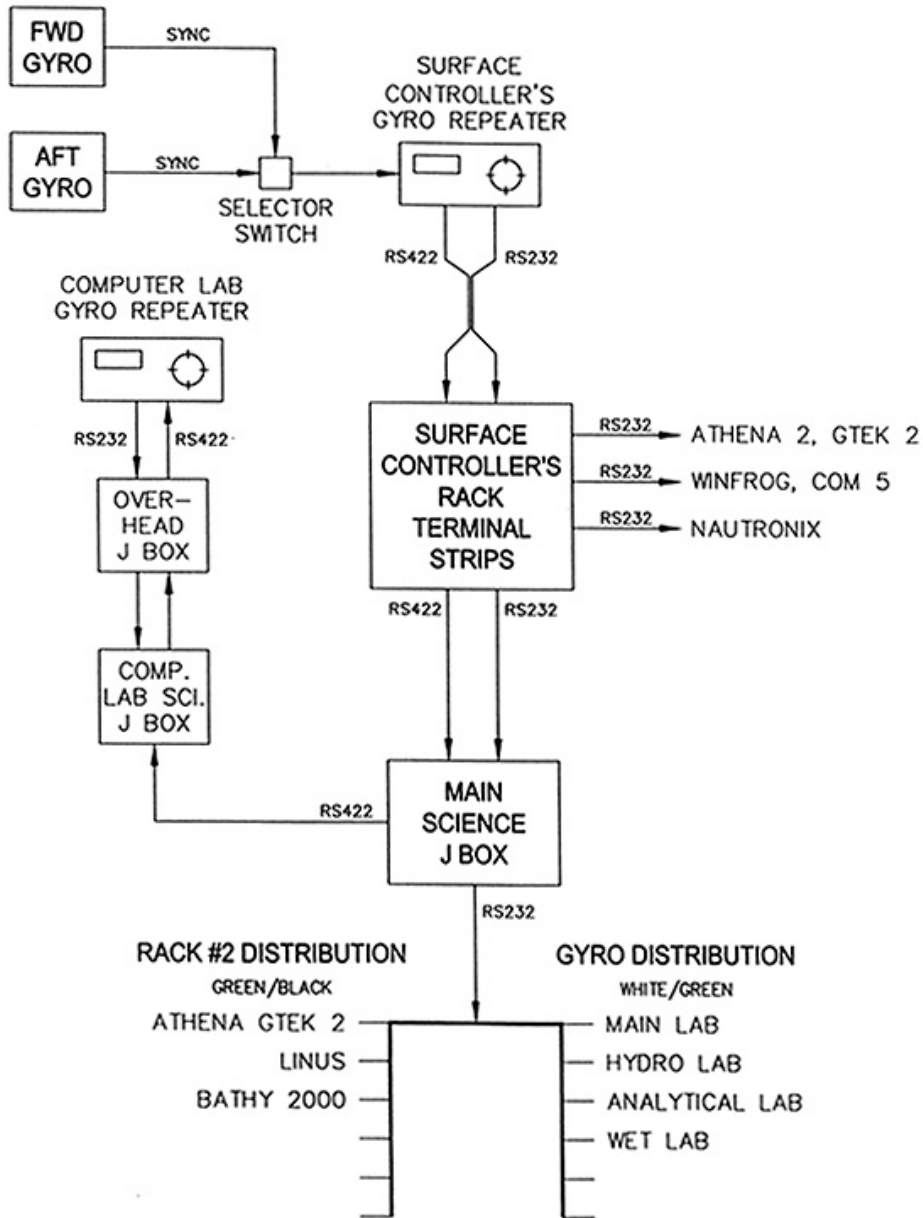 FWD
GYRO
SYNC
AFT
GYRO
SYNC
SELECTOR
SWITCH
SURFACE
CONTROLLER'S
GYRO REPEATER
RS422
RS232
COMPUTER LAB
GYRO REPEATER
RS232
RS422
OVER-
HEAD
J BOX
COMP.
LAB SCI.
J BOX
SURFACE
CONTROLLER'S
RACK
TERMINAL
STRIPS
RS232
ATHENA 2, GTEK 2
RS232
WINFROG, COM 5
RS232
NAUTRONIX
RS422
RS232
MAIN
SCIENCE
J BOX
RS422
RS232
RACK #2 DISTRIBUTION
GREEN/BLACK
ATHENA GTEK 2
LINUS
BATHY 2000
GYRO DISTRIBUTION
WHITE/GREEN
MAIN LAB
HYDRO LAB
ANALYTICAL LAB
WET LAB